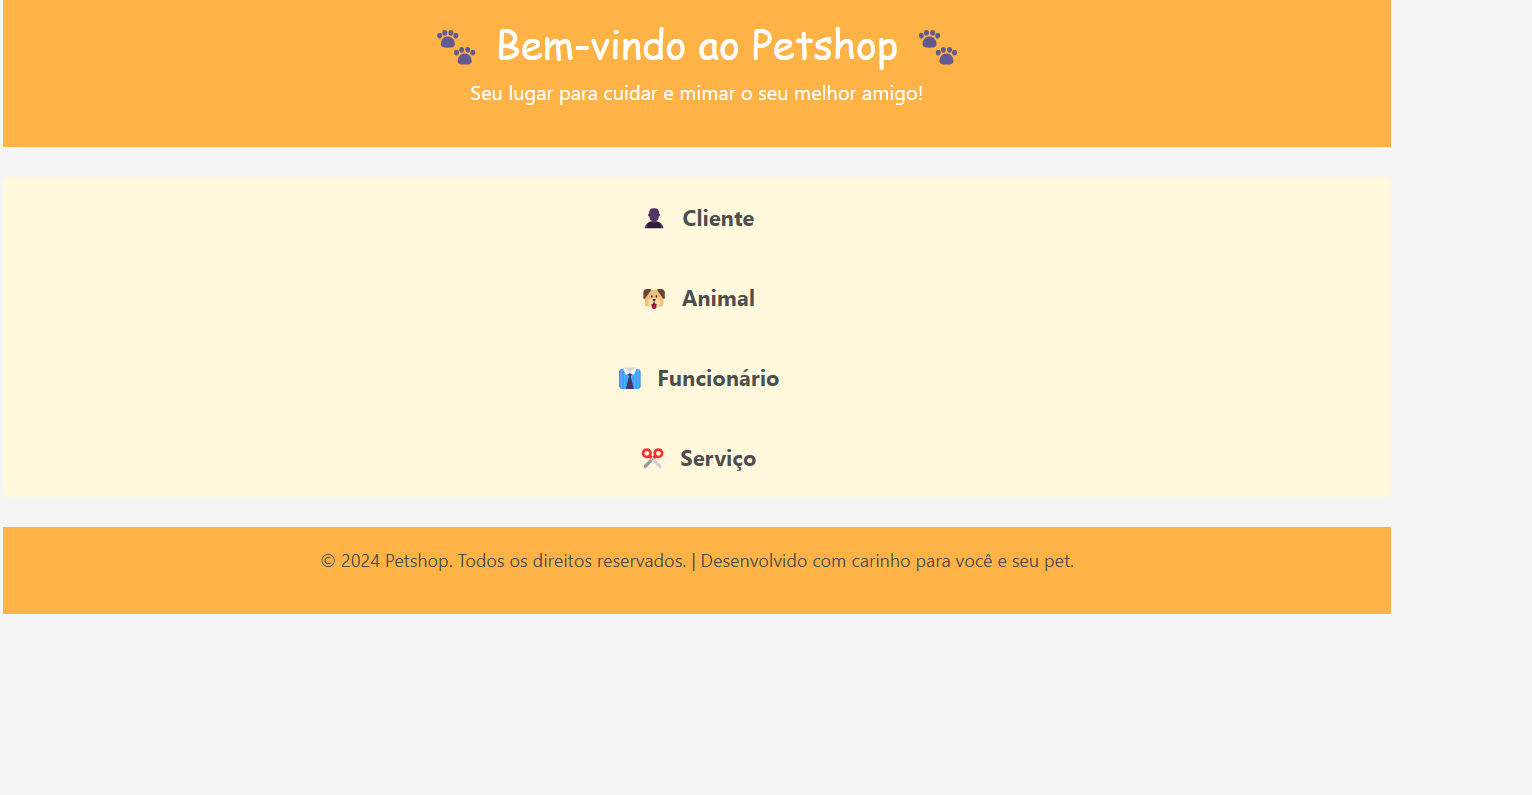 Bem-vindo ao Petshop
Seu lugar para cuidar e mimar o seu melhor amigo!
Cliente
Animal
Funcionário
Serviço
© 2024 Petshop. Todos os direitos reservados. | Desenvolvido com carinho para você e seu pet.